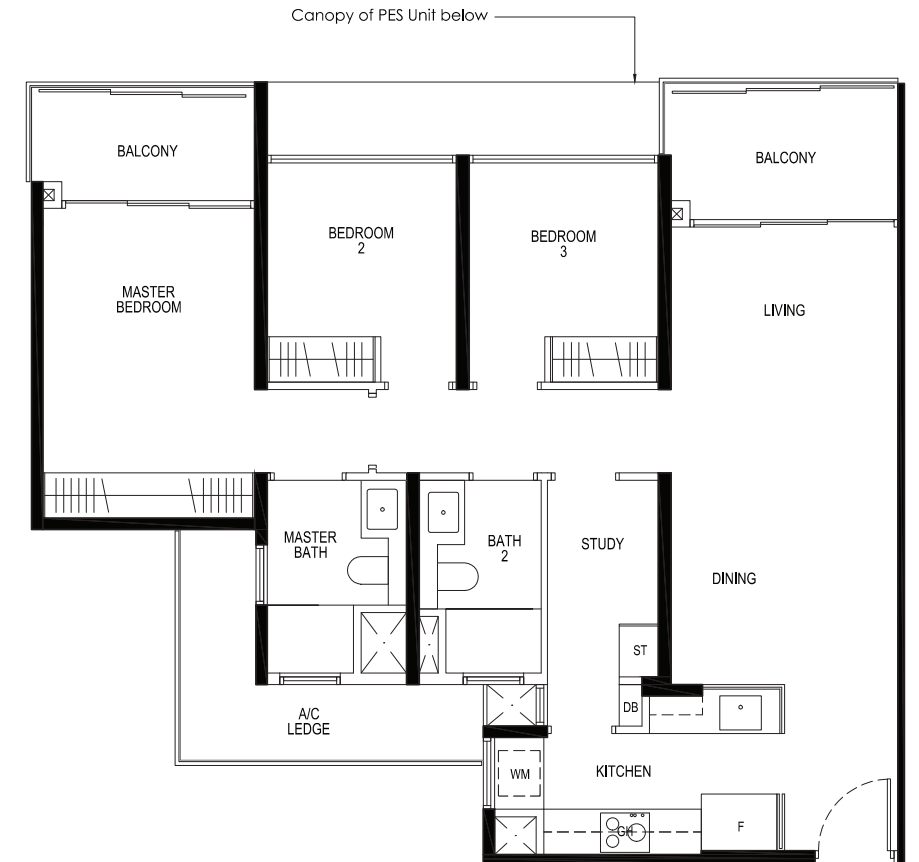 Canopy of PES Unit below
BALCONY
BALCONY
BEDROOM
2
BEDROOM
3
MASTER
BEDROOM
LIVING
MASTER
BATH
BATH
2
STUDY
DINING
ST
DB
A/C
LEDGE
WM
KITCHEN
GH
F